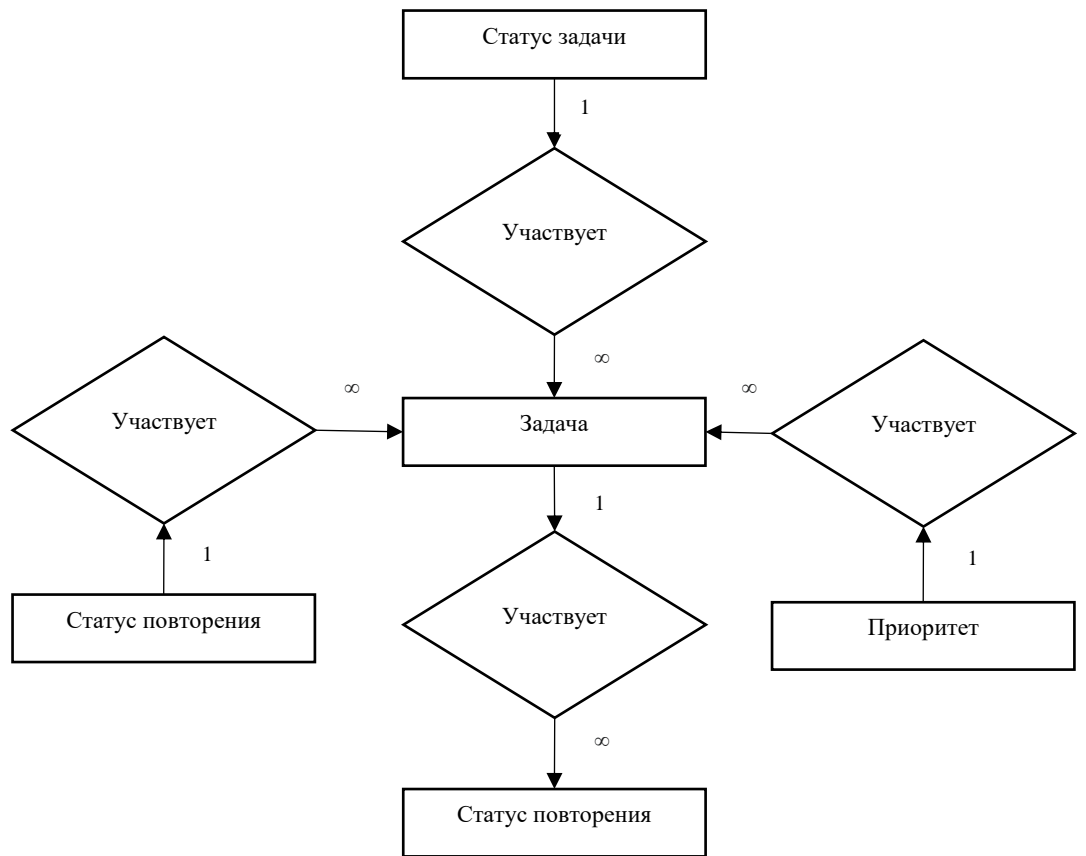 Статус задачи
1
Участвует
∞
∞
∞
Участвует
Задача
Участвует
1
1
1
Статус повторения
Участвует
Приоритет
∞
Статус повторения